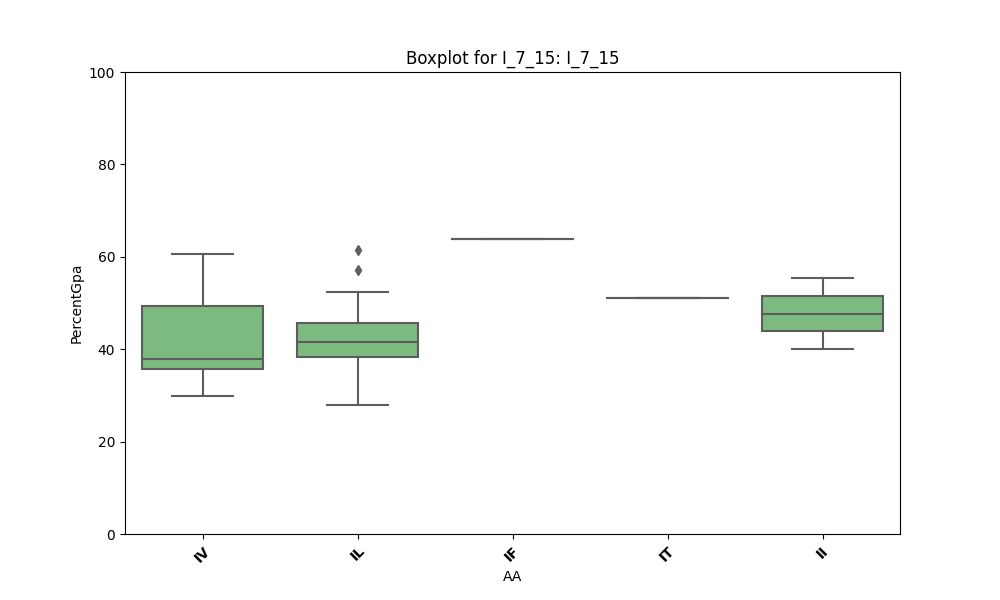 Boxplot for I_7_15: I_7_15
100
80
60
40
20
0
PercentGpa
IV
IL
IF
IT
II
AA